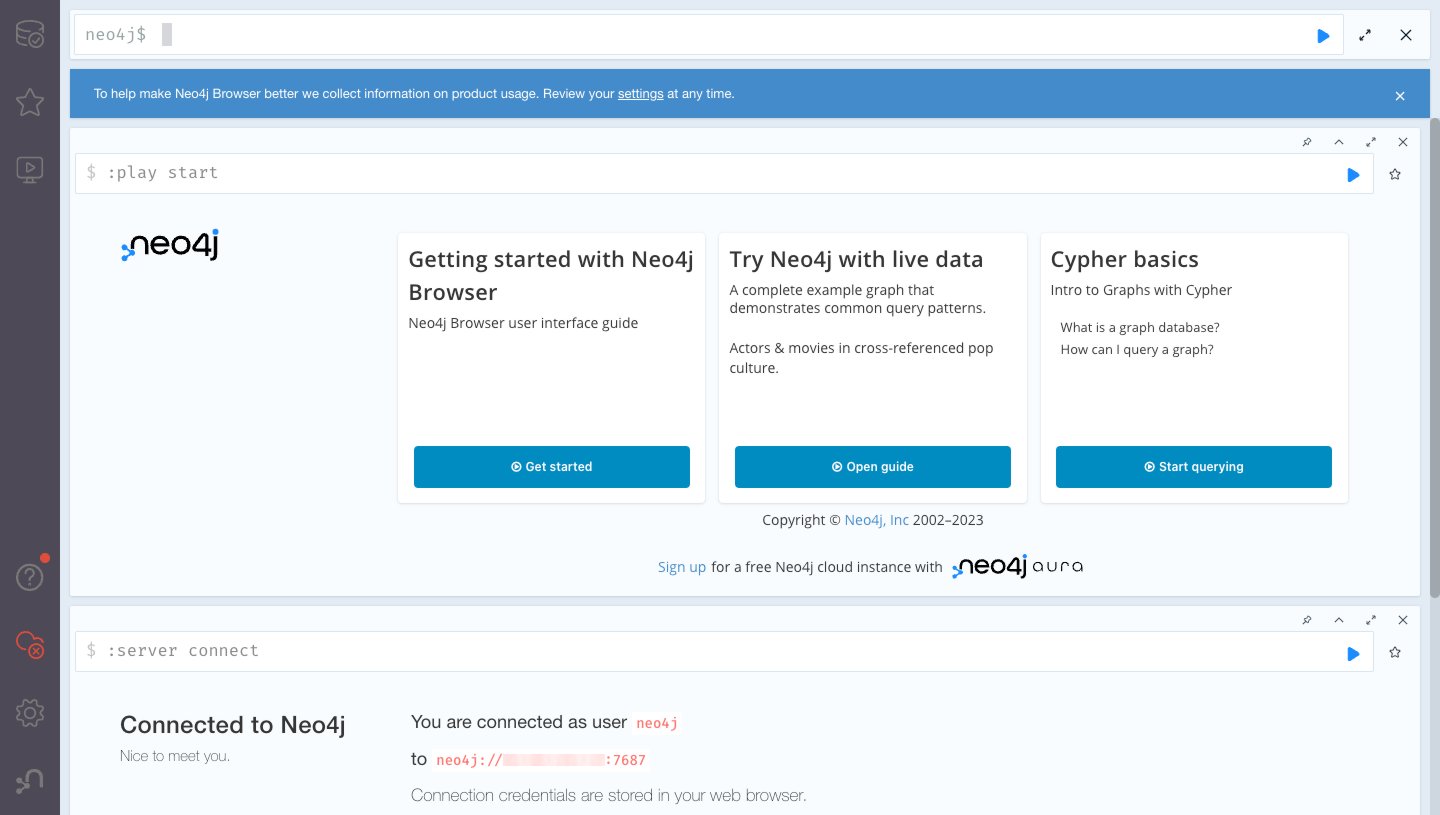 neo4j$
To help make Neo4j Browser better we collect information on product usage. Review your settings at any time.
$ :play start
neo4j
Getting started with Neo4j
Browser
Neo4j Browser user interface guide
Get started
Try Neo4j with live data
A complete example graph that
demonstrates common query patterns.
Actors & movies in cross-referenced pop
culture.
Open guide
Cypher basics
Intro to Graphs with Cypher
What is a graph database?
How can I query a graph?
Start querying
Copyright © Neo4j, Inc 2002–2023
Sign up for a free Neo4j cloud instance with neo4j aura
$ :server connect
Connected to Neo4j
Nice to meet you.
You are connected as user neo4j
to neo4j:// :7687
Connection credentials are stored in your web browser.